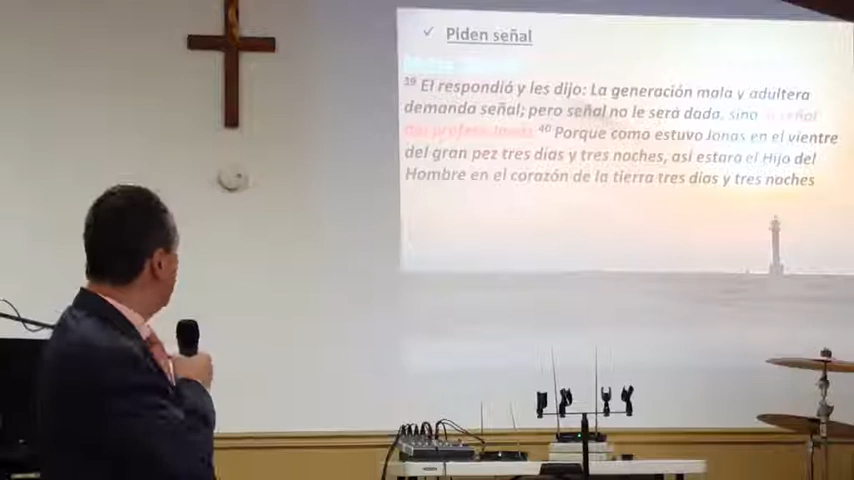 ✓ Piden señal
39 El respondió y les dijo: La generación mala y adultera
demanda señal; pero señal no le será dada, sino la señal
del profeta Jonás. 40 Porque como estuvo Jonás en el vientre
del gran pez tres días y tres noches, así estará el Hijo del
Hombre en el corazón de la tierra tres días y tres noches